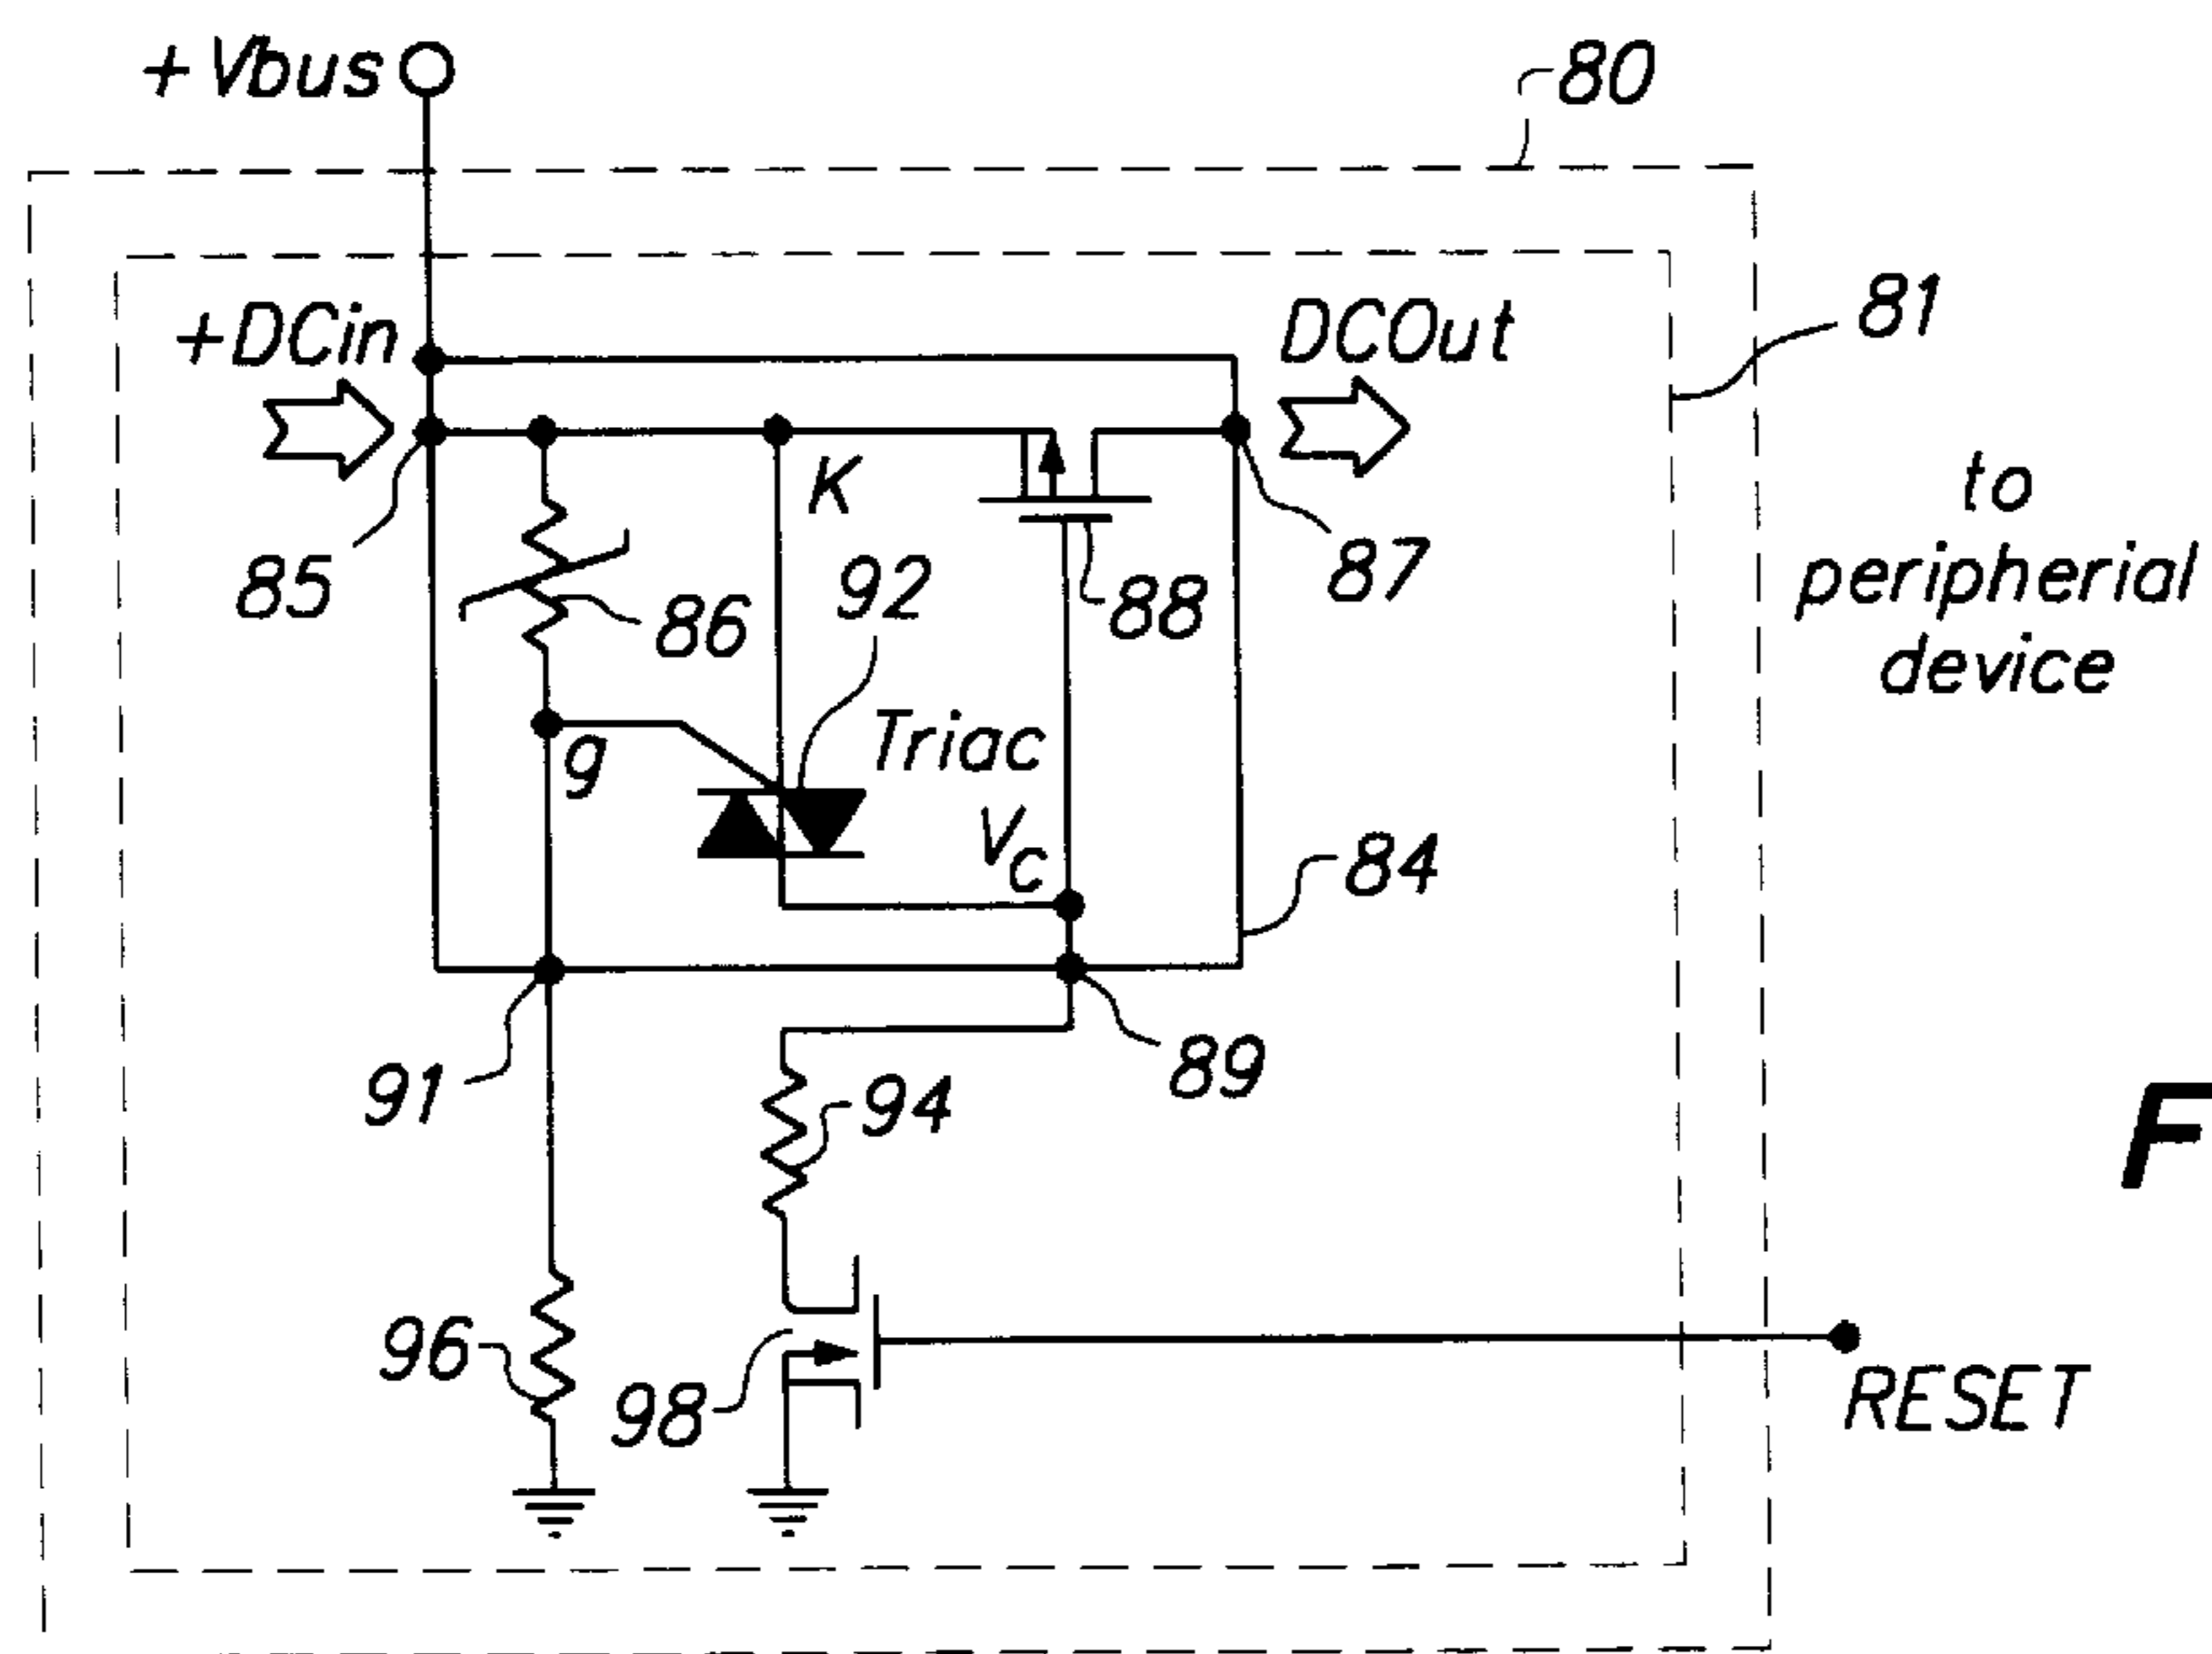 +Vbus
80
+DCin
DCOut
81
K
85
86
92
88
87
to
peripherial
device
g
Triac
Vc
84
91
89
94
F
96
98
RESET